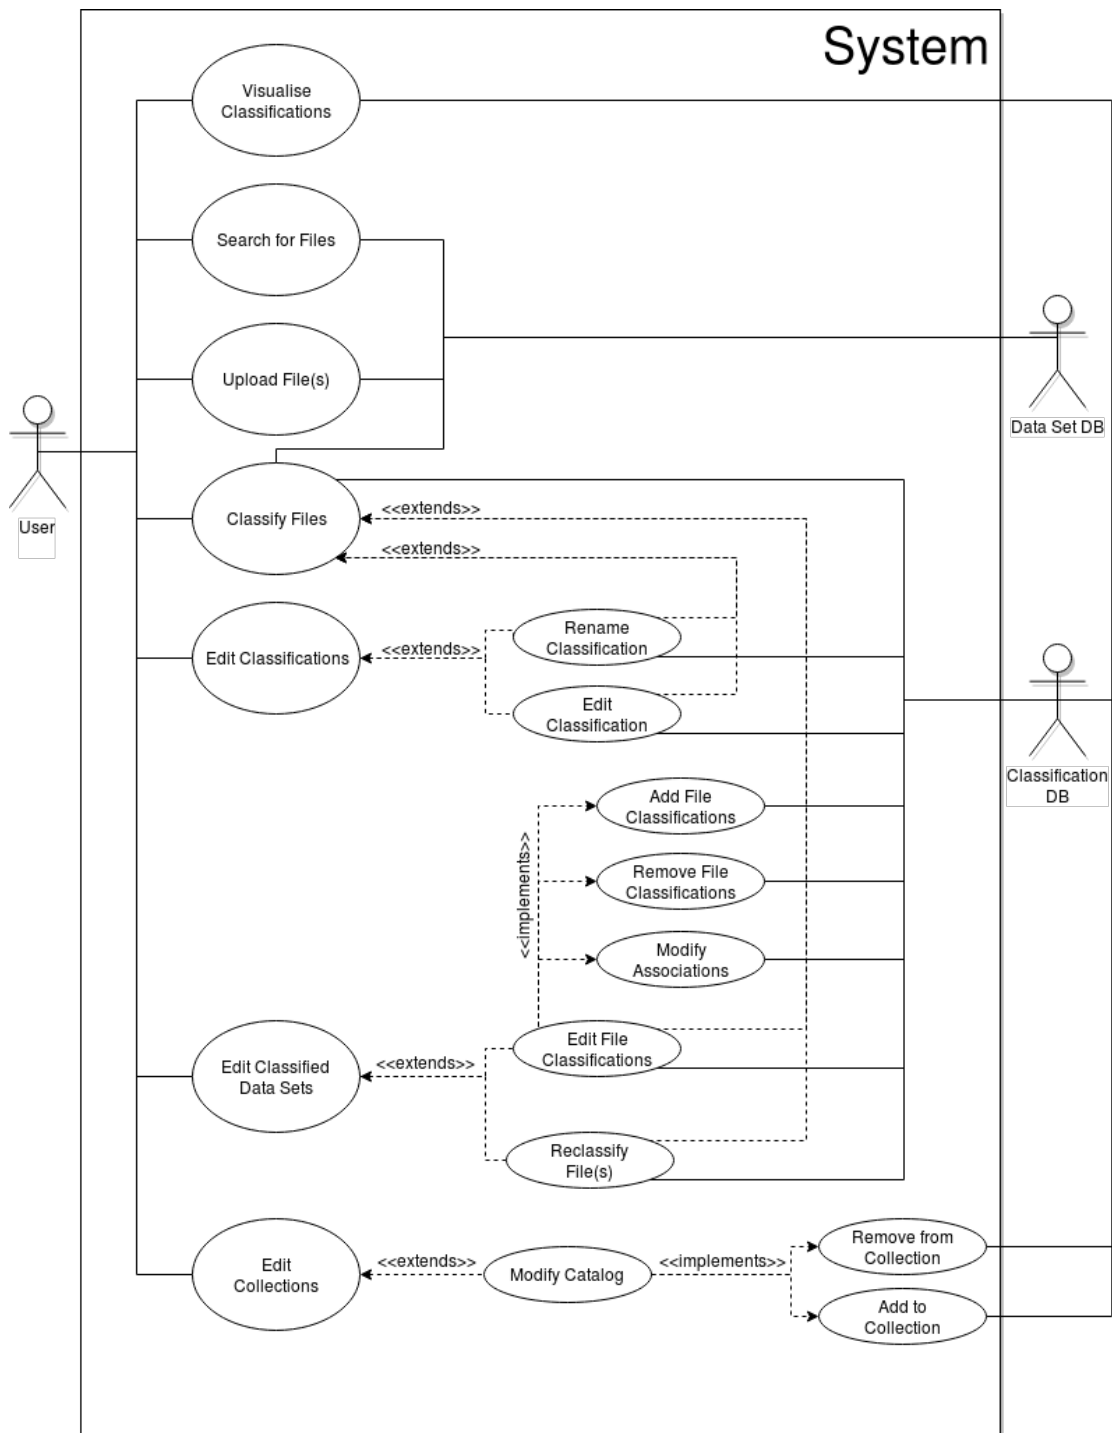 System
Visualise
Classifications
Search for Files
Upload File(s)
Data Set DB
User
Classify Files
<<extends>>
<<extends>>
Edit Classifications
<<extends>>
Rename
Classification
Edit
Classification
Classification
DB
<<implements>>
Add File
Classifications
Remove File
Classifications
Modify
Associations
Edit Classified
Data Sets
<<extends>>
Edit File
Classifications
Reclassify
File(s)
Edit
Collections
<<extends>>
Modify Catalog
<<implements>>
Remove from
Collection
Add to
Collection